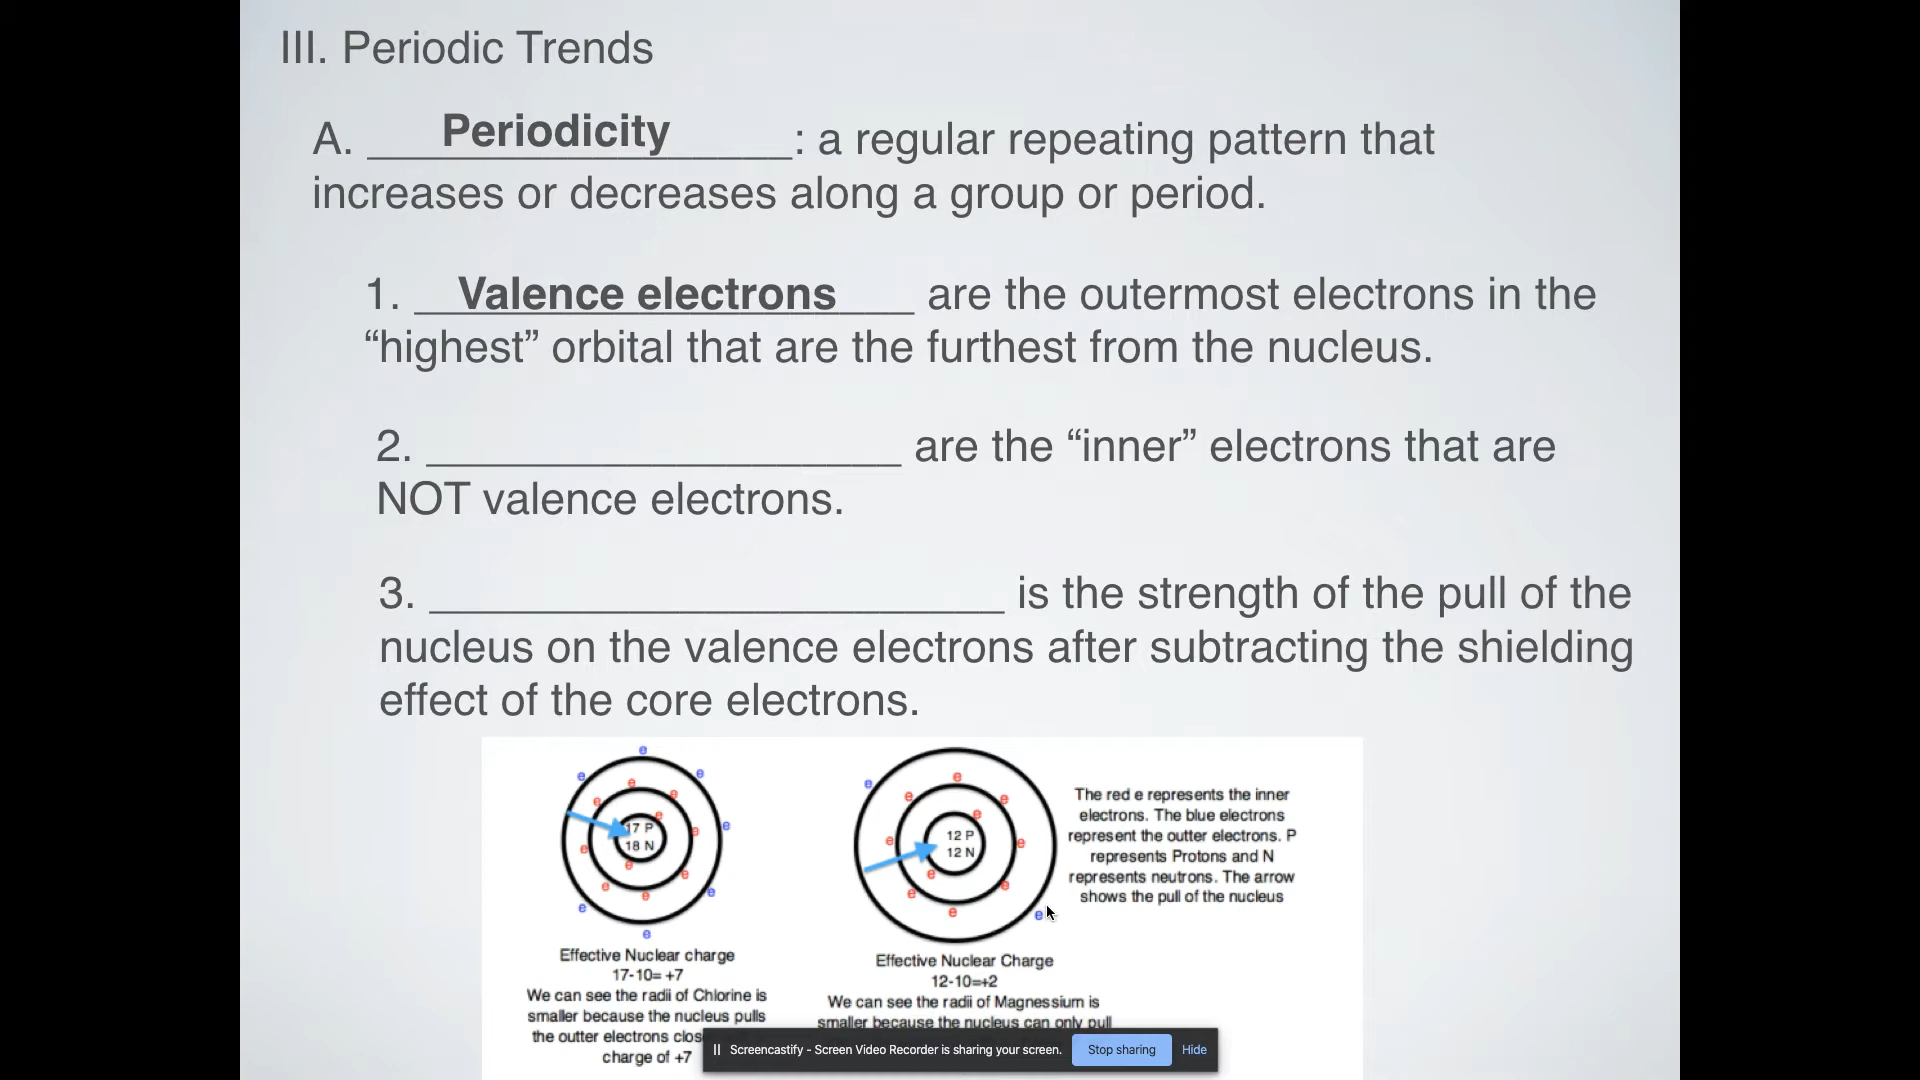 III. Periodic Trends
A. _________________: a regular repeating pattern that
Periodicity
increases or decreases along a group or period.
1. ____________________ are the outermost electrons in the
Valence electrons
“highest” orbital that are the furthest from the nucleus.
2. ___________________ are the “inner” electrons that are
NOT valence electrons.
3. _______________________ is the strength of the pull of the
nucleus on the valence electrons after subtracting the shielding
effect of the core electrons.
e
e e
e
e e
e
17 P
e e
18 N
e
e
e e
e
e
e
e
e
e
e e
e
12 P
e e
12 N
e
e e
e
e
The red e represents the inner
electrons. The blue electrons
represent the outter electrons. P
represents Protons and N
represents neutrons. The arrow
shows the pull of the nucleus
Effective Nuclear charge
17-10= +7
We can see the radii of Chlorine is
smaller because the nucleus pulls
the outter electrons
charge of +7
Effective Nuclear Charge
12-10=+2
We can see the radii of Magnessium is
smaller because the nucleus can only pull
Screencastify - Screen Video Recorder is sharing your screen.
Stop sharing
Hide